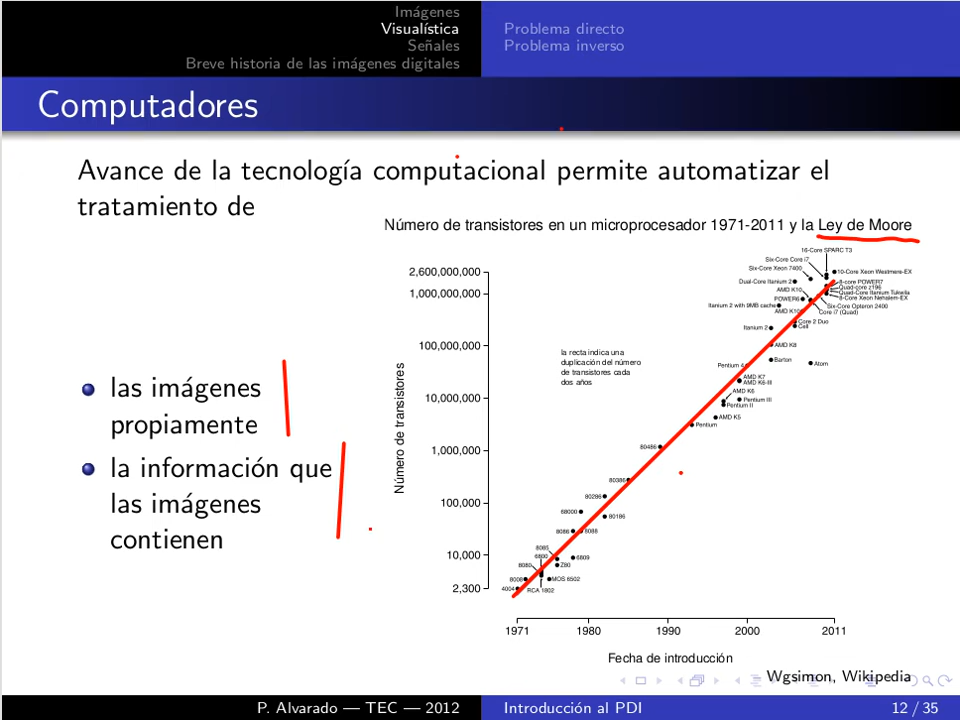 Imágenes
Visualística
Señales
Breve historia de las imágenes digitales
Problema directo
Problema inverso
Computadores
Avance de la tecnología computacional permite automatizar el
tratamiento de
las imágenes
propiamente
la información que
las imágenes
contienen
Número de transistores en un microprocesador 1971-2011 y la Ley de Moore
16-Core SPARC T3
Six-Core Core i7
Six-Core Xeon 7400
10-Core Xeon Westmere-EX
Dual-Core Itanium 2
8-core POWER7
Quad-core z196
AMD K10
Quad-Core Itanium Tukwila
POWER6
8-Core Xeon Nehalem-EX
Itanium 2 with 9MB cache
Six-Core Opteron 2400
AMD K10
Core i7 (Quad)
Core 2 Duo
Itanium 2
Cell
AMD K8
Pentium 4
Barton
Atom
AMD K7
AMD K6-III
AMD K6
Pentium III
Pentium II
AMD K5
Pentium
80486
80386
80286
68000
80186
8086
8088
8085
6800
6809
8080
Z80
8008
MOS 6502
4004
RCA 1802
la recta indica una
duplicación del número
de transistores cada
dos años
Número de transistores
2,600,000,000
1,000,000,000
100,000,000
10,000,000
1,000,000
100,000
10,000
2,300
1971 1980 1990 2000 2011
Fecha de introducción
Wgsimon, Wikipedia
P. Alvarado — TEC — 2012
Introducción al PDI
12 / 35